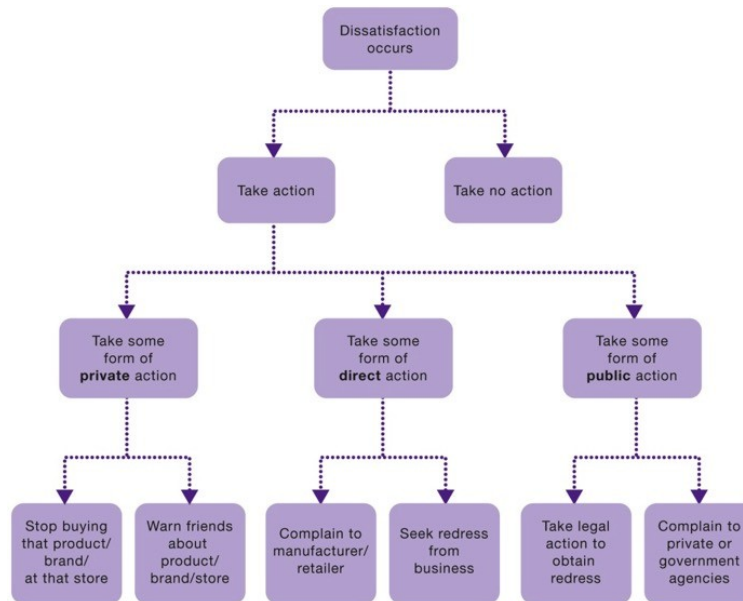 Dissatisfaction
occurs
Take action
Take no action
Take some
form of
private action
Take some
form of
direct action
Take some
form of
public action
Stop buying
that product/
brand/
at that store
Warn friends
about
product/
brand/store
Complain to
manufacturer/
retailer
Seek redress
from
business
Take legal
action to
obtain
redress
Complain to
private or
government
agencies